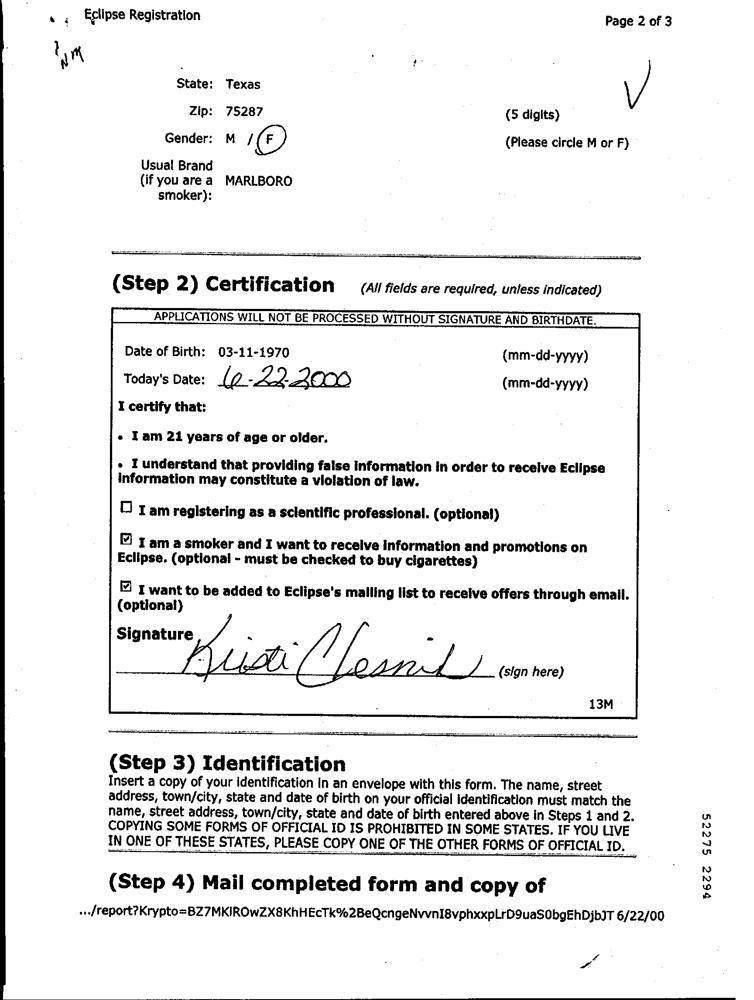 Eclipse Registration
Page 2 of 3
NM
State: Texas
Zip: 75287 (5 digits)
Gender: M / F (Please circle M or F)
Usual Brand
(if you are a MARLBORO
smoker):
(Step 2) Certification (All fields are required, unless indicated)
APPLICATIONS WILL NOT BE PROCESSED WITHOUT SIGNATURE AND BIRTHDATE.
Date of Birth: 03-11-1970 (mm-dd-yyyy)
Today's Date: 6-22-2000 (mm-dd-yyyy)
I certify that:
• I am 21 years of age or older.
• I understand that providing false information in order to receive Eclipse
information may constitute a violation of law.
☐ I am registering as a scientific professional. (optional)
☑ I am a smoker and I want to receive information and promotions on
Eclipse. (optional - must be checked to buy cigarettes)
☑ I want to be added to Eclipse's mailing list to receive offers through email.
(optional)
Signature Kristi (sign here)
13M
(Step 3) Identification
Insert a copy of your identification in an envelope with this form. The name, street
address, town/city, state and date of birth on your official identification must match the
name, street address, town/city, state and date of birth entered above in Steps 1 and 2.
COPYING SOME FORMS OF OFFICIAL ID IS PROHIBITED IN SOME STATES. IF YOU LIVE
IN ONE OF THESE STATES, PLEASE COPY ONE OF THE OTHER FORMS OF OFFICIAL ID.
(Step 4) Mail completed form and copy of
.../report?Krypto=BZ7MKIROwZX8KhHEcTk%2BeQcngeNvvnI8vphxxpLrD9uaS0bgEhDjbJT 6/22/00
52275 2294